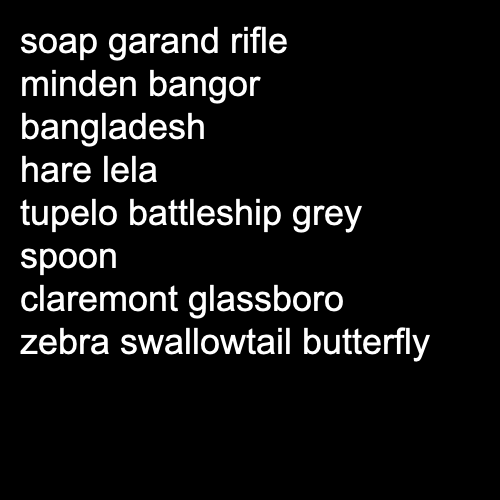 soap garand rifle
minden bangor
bangladesh
hare lela
tupelo battleship grey
spoon
claremont glassboro
zebra swallowtail butterfly